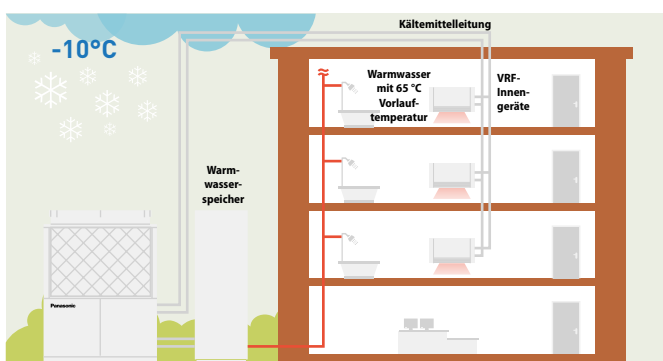 Kältemittelleitung
-10°C
Warmwasser
mit 65 °C
Vorlauf-
temperatur
VRF-
Innen-
geräte
Warm-
wasser-
speicher
Panasonic